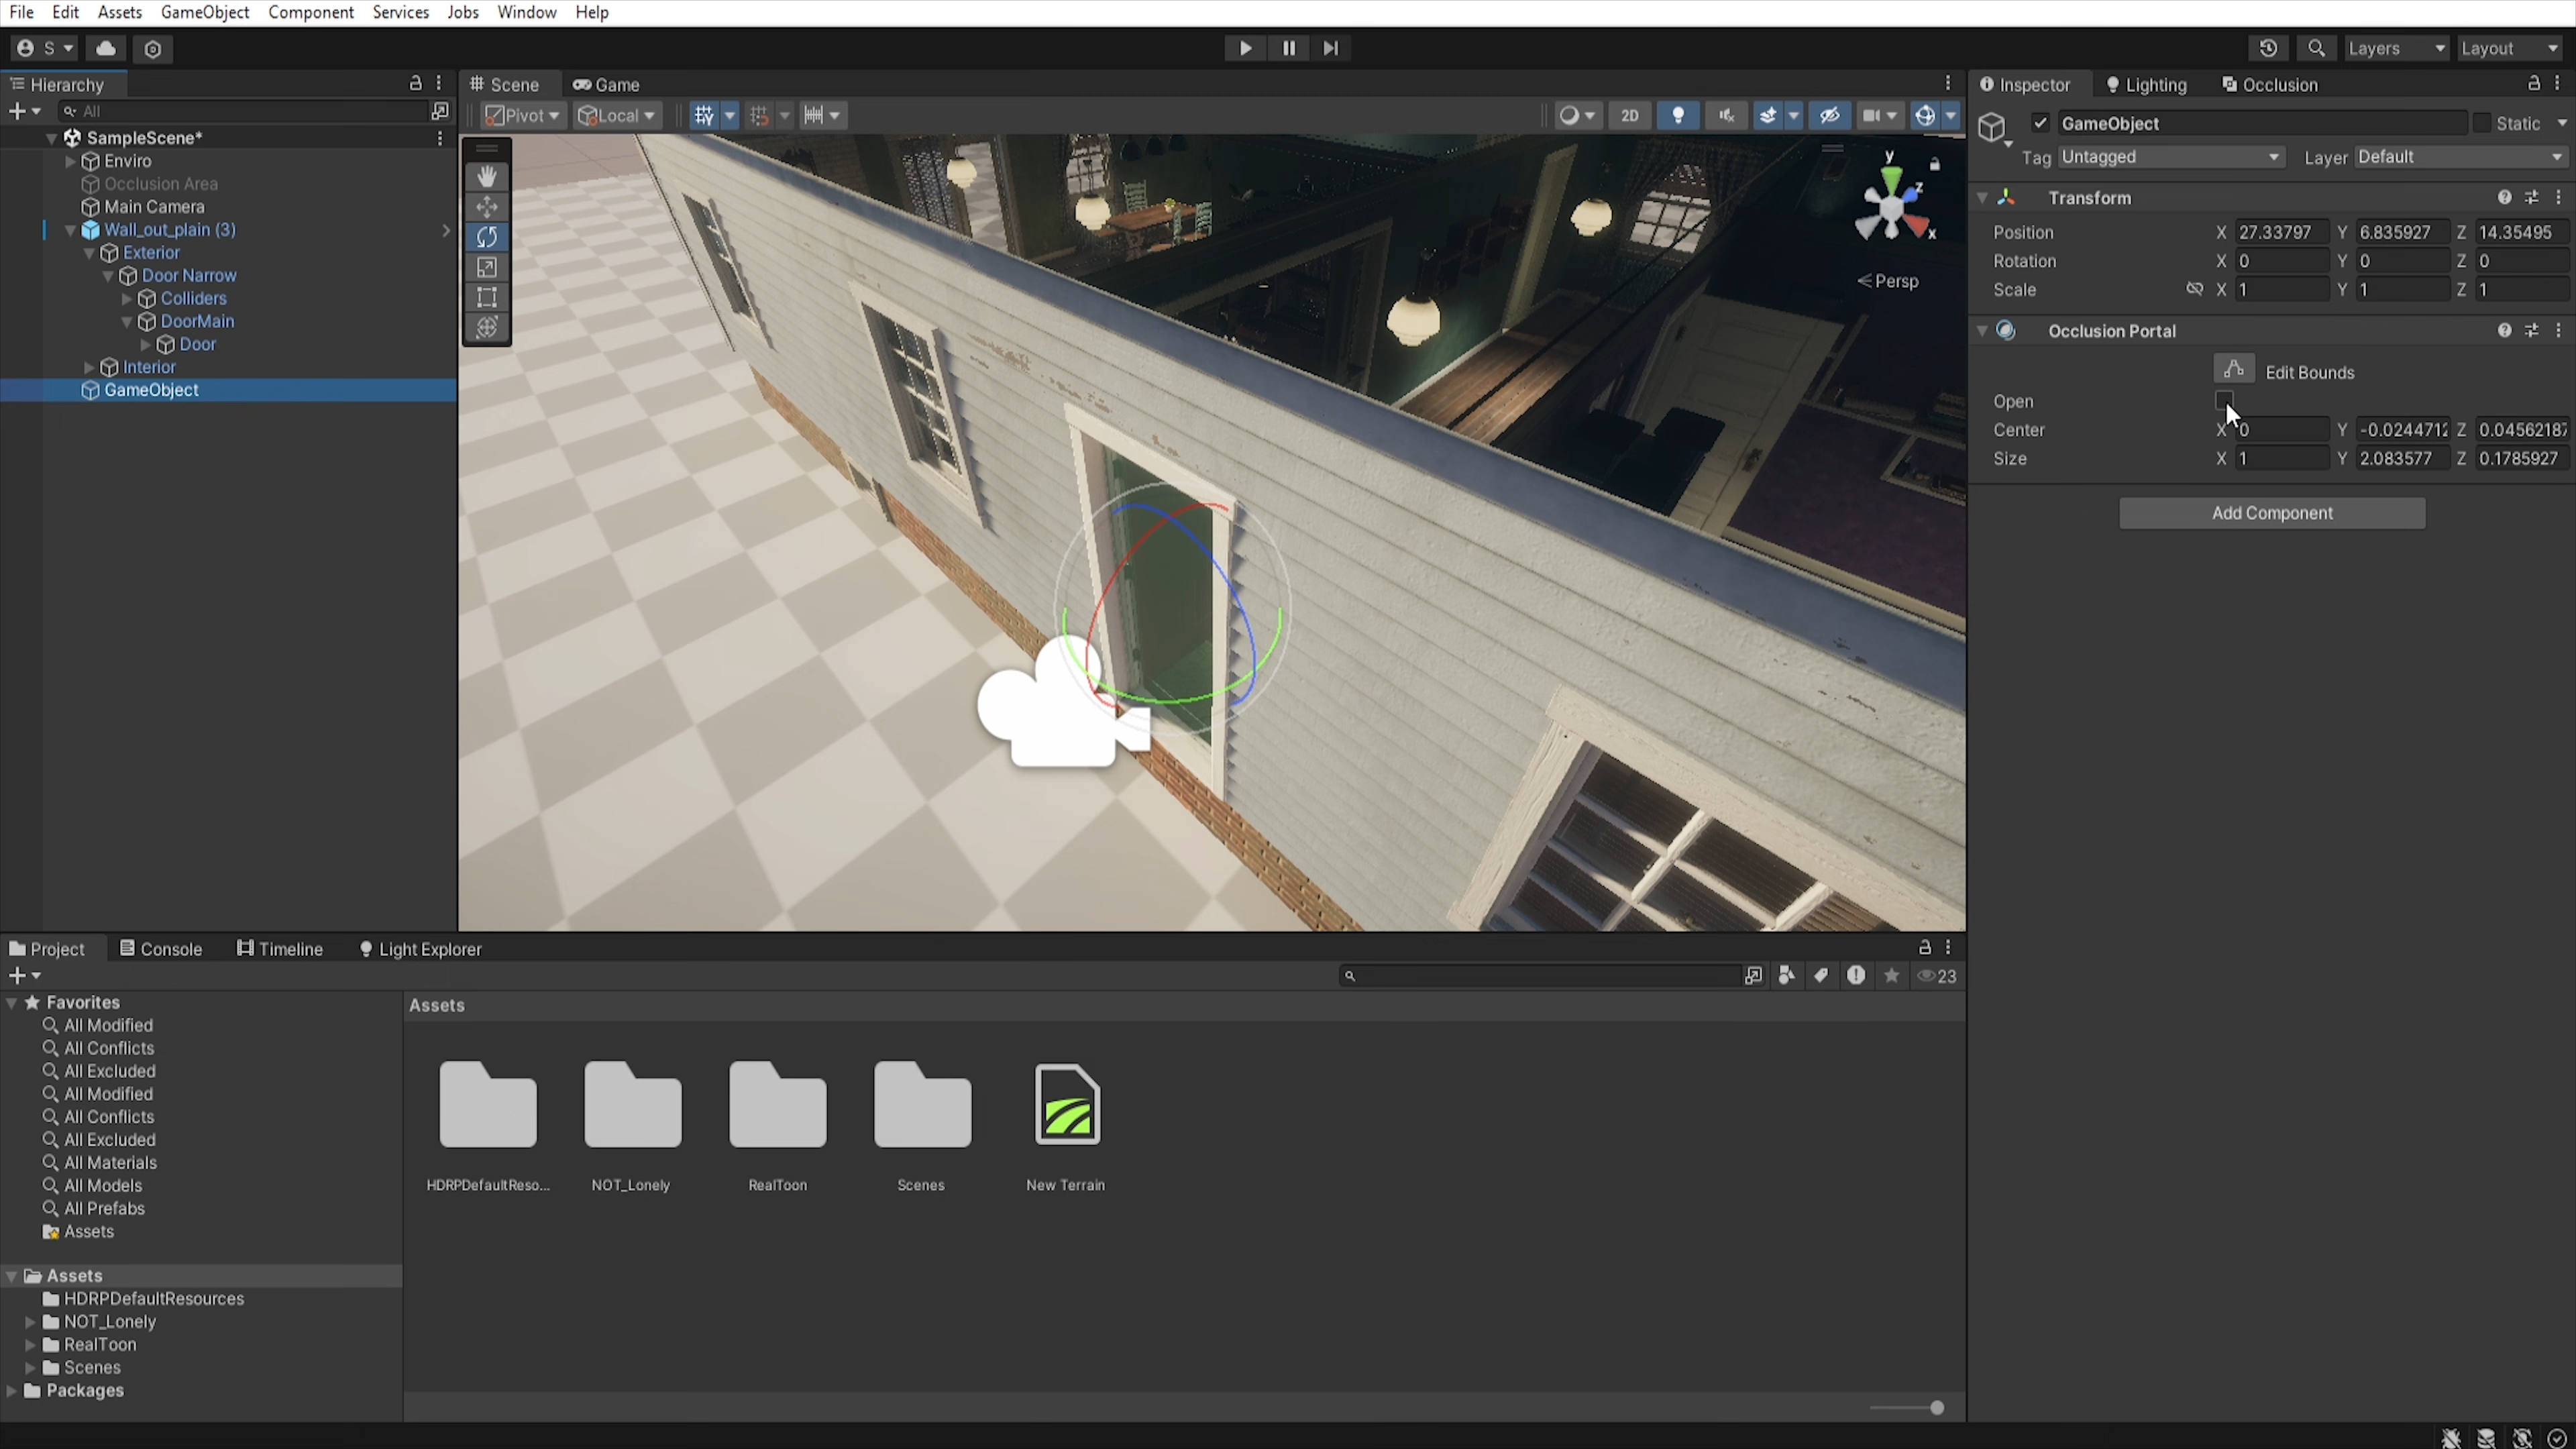 File Edit Assets GameObject Component Services Jobs Window Help
S Layers Layout
Hierarchy
All
SampleScene*
Enviro
Occlusion Area
Main Camera
Wall_out_plain (3)
Exterior
Door Narrow
Colliders
DoorMain
Door
Interior
GameObject
Scene Game
Pivot Local 2D
y
z
x
Persp
Inspector Lighting Occlusion
GameObject Static
Tag Untagged Layer Default
Transform
Position X 27.33797 Y 6.835927 Z 14.35495
Rotation X 0 Y 0 Z 0
Scale X 1 Y 1 Z 1
Occlusion Portal
Edit Bounds
Open
Center X 0 Y -0.0244712 Z 0.04562187
Size X 1 Y 2.083577 Z 0.1785927
Add Component
Project Console Timeline Light Explorer
23
Favorites
All Modified
All Conflicts
All Excluded
All Modified
All Conflicts
All Excluded
All Materials
All Models
All Prefabs
Assets
Assets
HDRPDefaultResources
NOT_Lonely
RealToon
Scenes
Packages
Assets
HDRPDefaultReso... NOT_Lonely RealToon Scenes New Terrain